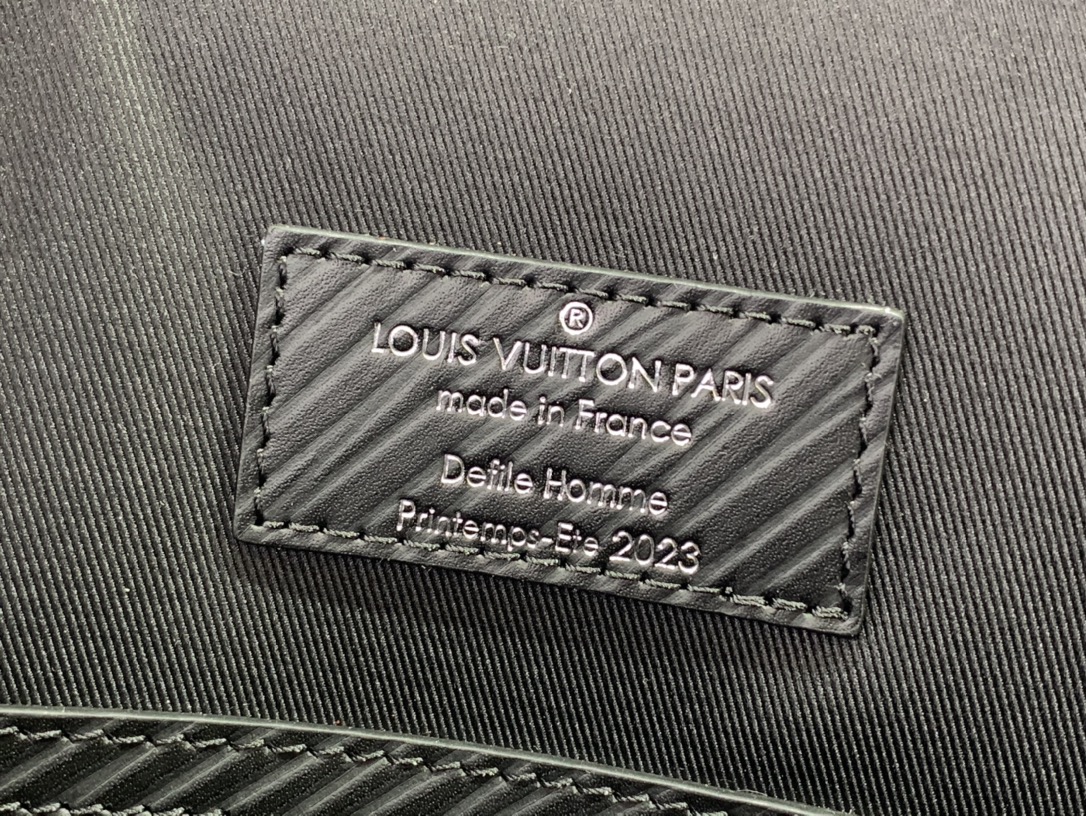 ®
LOUIS VUITTON PARIS
made in France
Defile Homme
Printemps-Ete 2023